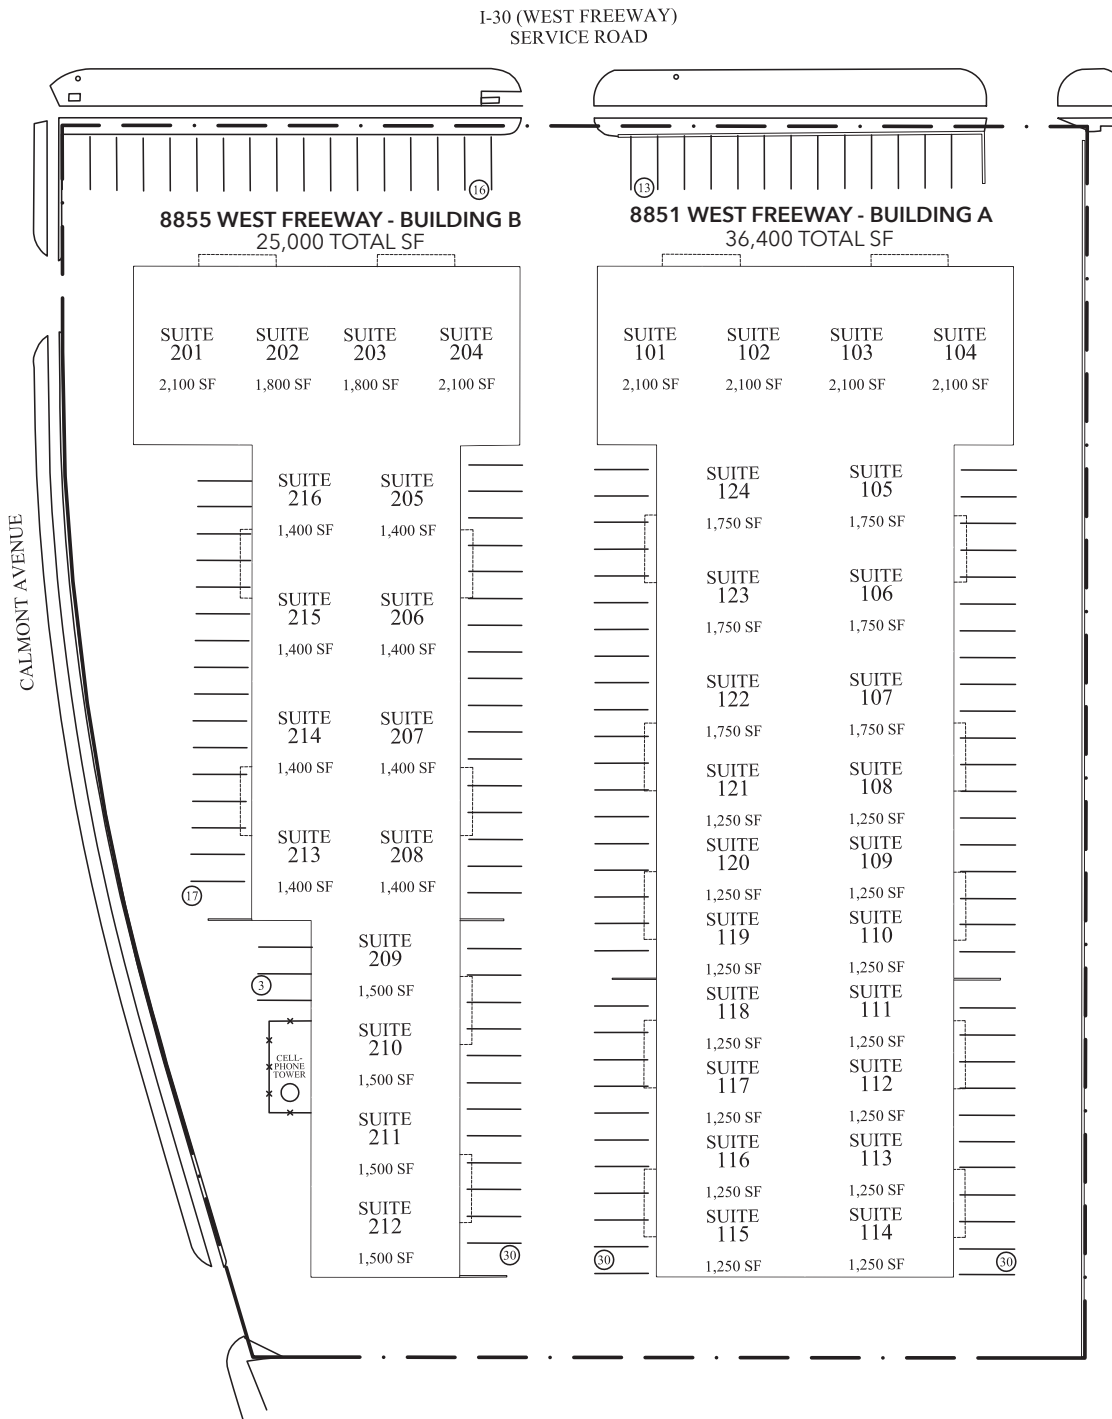 I-30 (WEST FREEWAY)
SERVICE ROAD
16
13
8855 WEST FREEWAY - BUILDING B
25,000 TOTAL SF
8851 WEST FREEWAY - BUILDING A
36,400 TOTAL SF
SUITE
201
2,100 SF
SUITE
202
1,800 SF
SUITE
203
1,800 SF
SUITE
204
2,100 SF
SUITE
101
2,100 SF
SUITE
102
2,100 SF
SUITE
103
2,100 SF
SUITE
104
2,100 SF
CALMONT AVENUE
SUITE
216
1,400 SF
SUITE
205
1,400 SF
SUITE
215
1,400 SF
SUITE
206
1,400 SF
SUITE
214
1,400 SF
SUITE
207
1,400 SF
SUITE
213
1,400 SF
SUITE
208
1,400 SF
17
SUITE
209
1,500 SF
3
SUITE
210
1,500 SF
CELL-
PHONE
TOWER
SUITE
211
1,500 SF
SUITE
212
1,500 SF
30
SUITE
124
1,750 SF
SUITE
105
1,750 SF
SUITE
123
1,750 SF
SUITE
106
1,750 SF
SUITE
122
1,750 SF
SUITE
107
1,750 SF
SUITE
121
1,250 SF
SUITE
108
1,250 SF
SUITE
120
1,250 SF
SUITE
109
1,250 SF
SUITE
119
1,250 SF
SUITE
110
1,250 SF
SUITE
118
1,250 SF
SUITE
111
1,250 SF
SUITE
117
1,250 SF
SUITE
112
1,250 SF
SUITE
116
1,250 SF
SUITE
113
1,250 SF
SUITE
115
1,250 SF
SUITE
114
1,250 SF
30
30